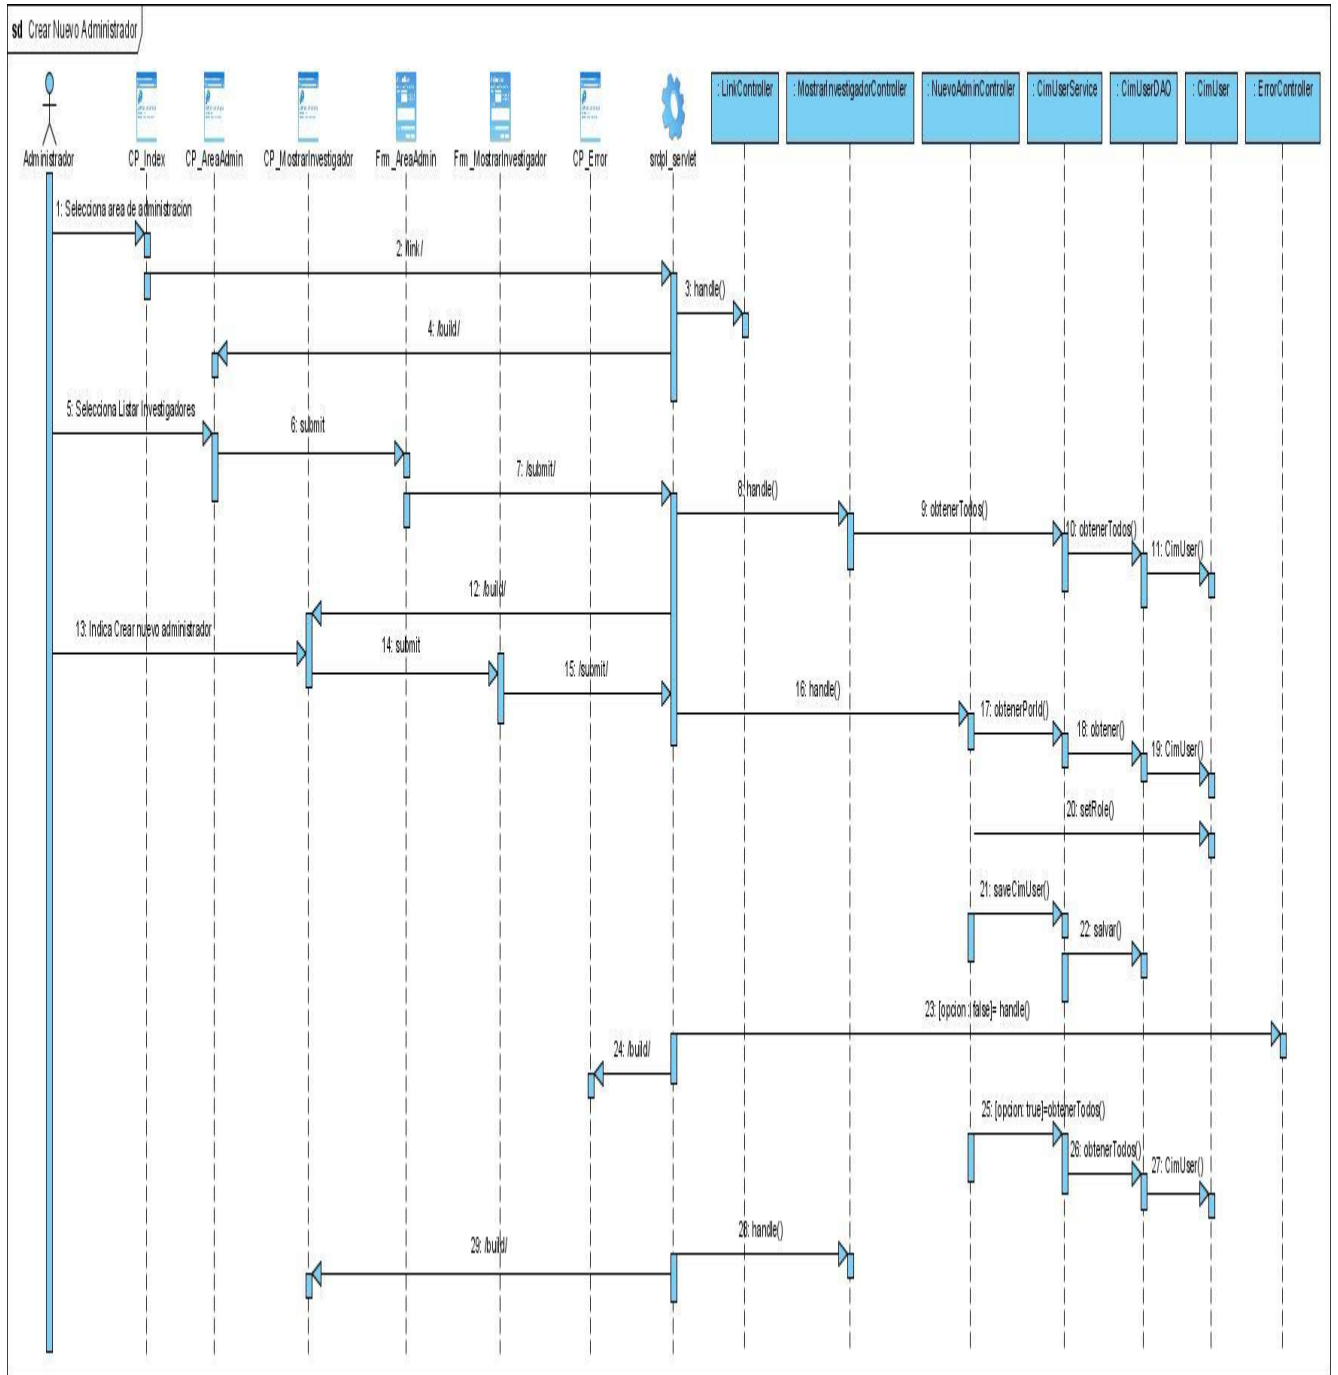 sd Crear Nuevo Administrador
Administrador
CP_Index
CP_AreaAdmin
CP_MostrarInvestigador
Frm_AreaAdmin
Frm_MostrarInvestigador
CP_Error
srdpl_servlet
: LinkController
: MostrarInvestigadorController
: NuevoAdminController
: CimUserService
: CimUserDAO
: CimUser
: ErrorController
1: Selecciona area de administracion
2: /link/
3: handle()
4: /build/
5: Selecciona Listar Investigadores
6: submit
7: /submit/
8: handle()
9: obtenerTodos()
10: obtenerTodos()
11: CimUser()
12: /build/
13: Indica Crear nuevo administrador
14: submit
15: /submit/
16: handle()
17: obtenerPorId()
18: obtener()
19: CimUser()
20: setRole()
21: saveCimUser()
22: salvar()
23: [opcion : false]= handle()
24: /build/
25: [opcion: true]=obtenerTodos()
26: obtenerTodos()
27: CimUser()
28: handle()
29: /build/